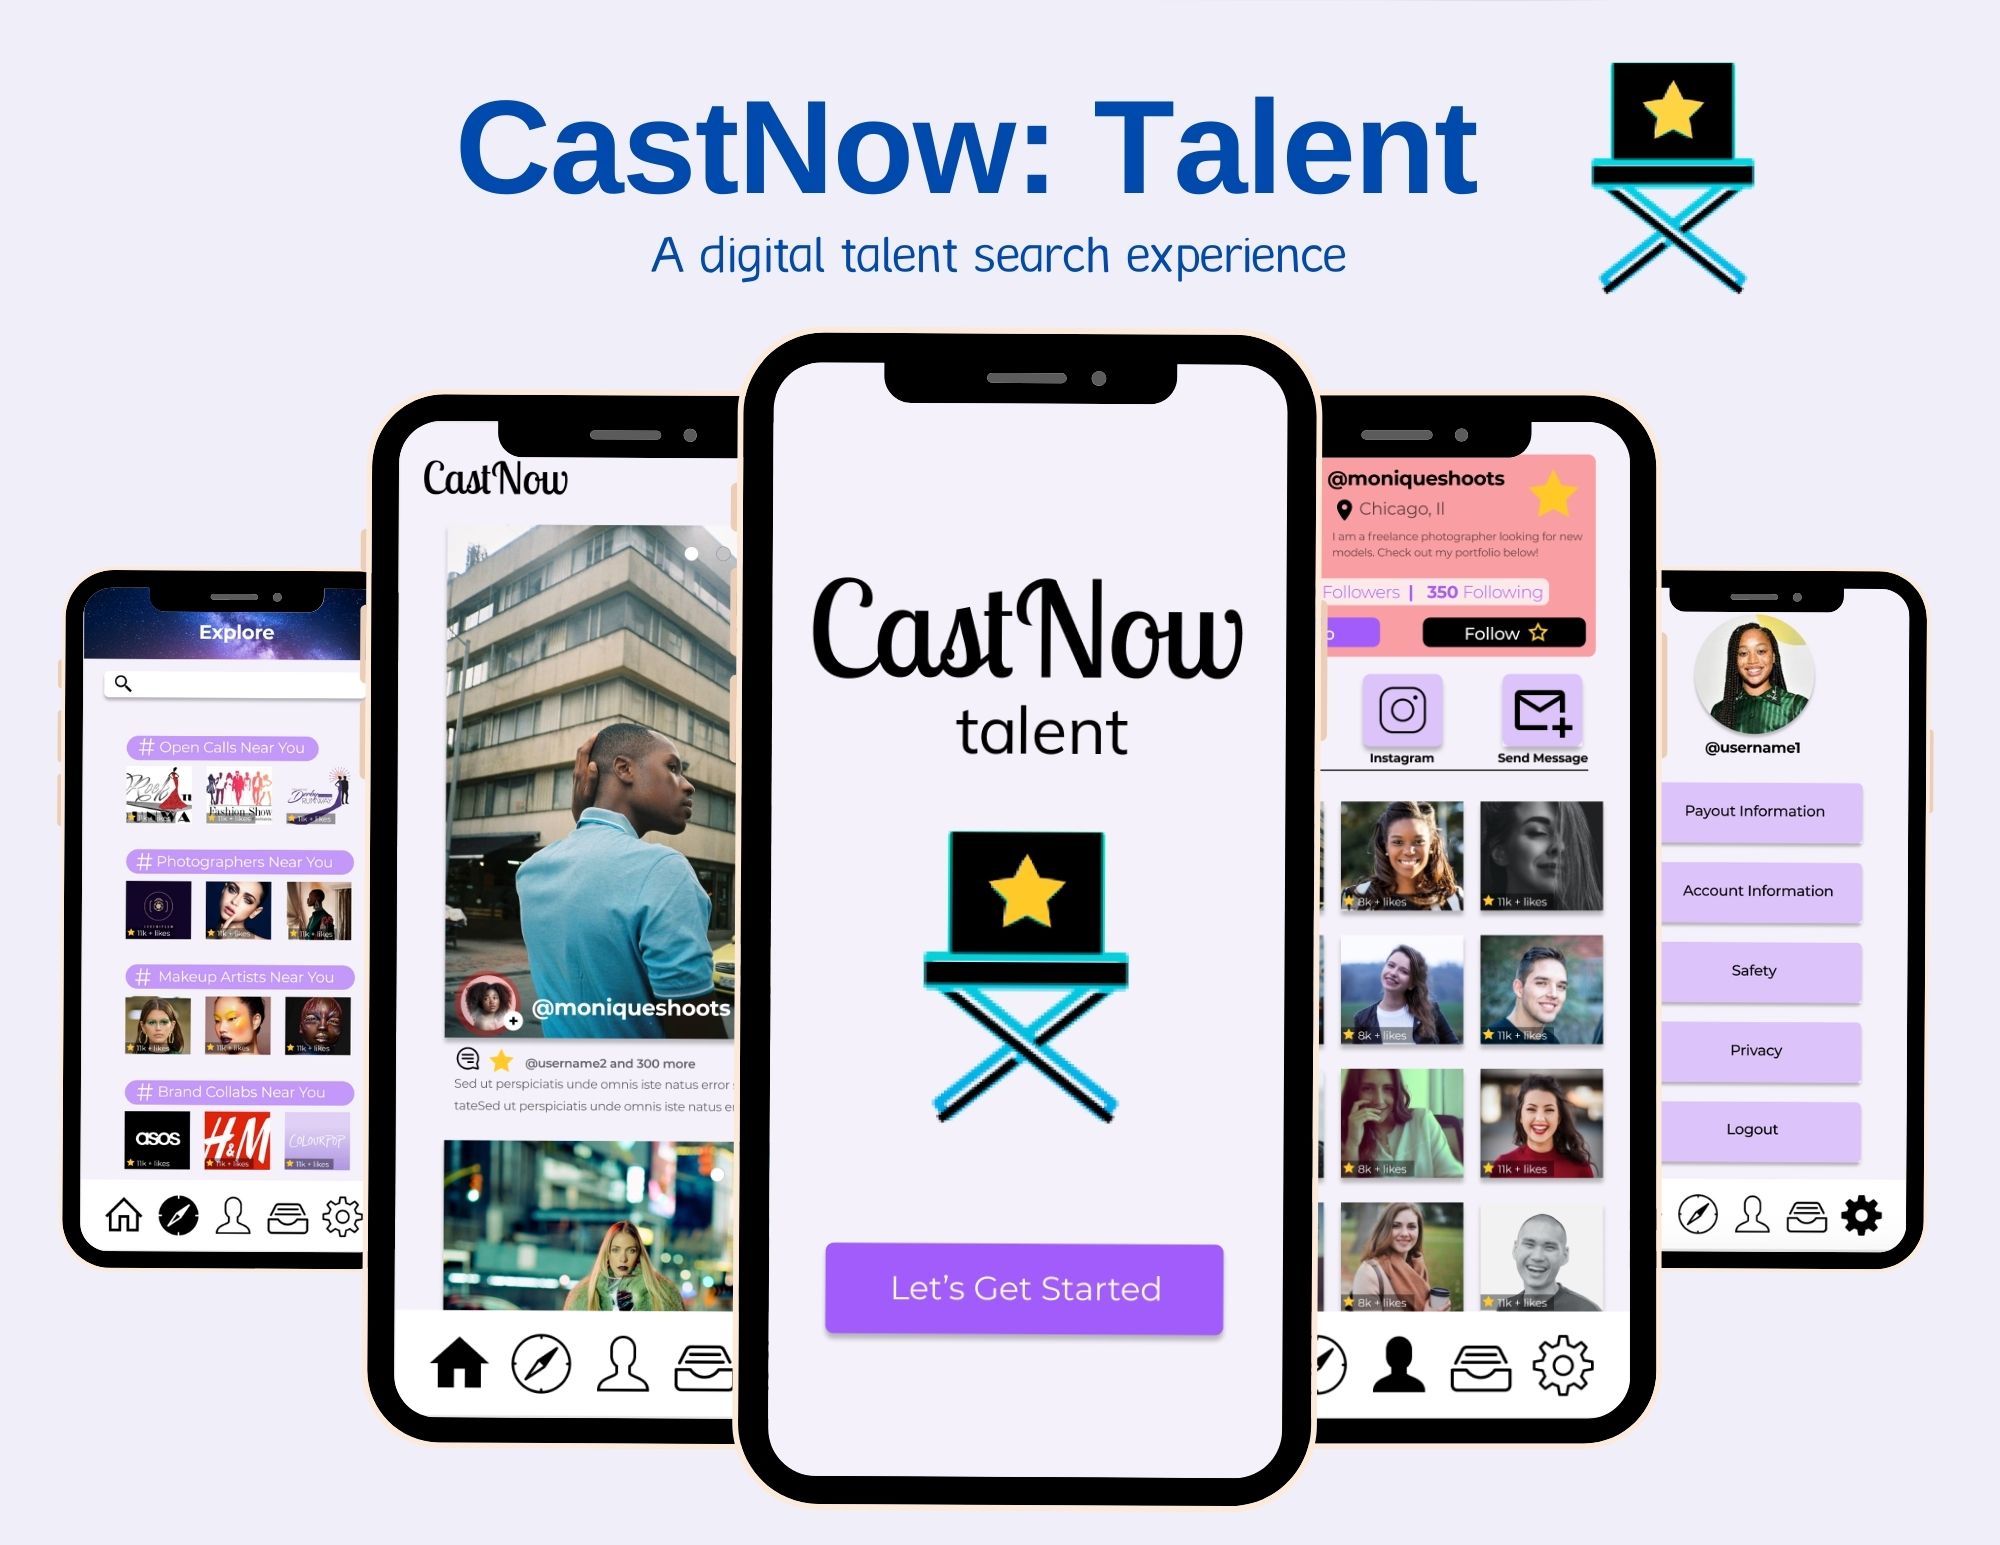 CastNow: Talent
A digital talent search experience
Explore
# Open Calls Near You
Fashion Show
Derby
RUNWAY
11k + likes
11k + likes
# Photographers Near You
11k + likes
11k + likes
11k + likes
# Makeup Artists Near You
11k + likes
11k + likes
11k + likes
# Brand Collabs Near You
asos
H&M
COLOURPOP
11k + likes
11k + likes
11k + likes
CastNow
@moniqueshoots
@username2 and 300 more
Sed ut perspiciatis unde omnis iste natus error
tateSed ut perspiciatis unde omnis iste natus
CastNow
talent
Let's Get Started
@moniqueshoots
Chicago, Il
I am a freelance photographer looking for new
models. Check out my portfolio below!
Followers | 350 Following
Follow
Instagram
Send Message
8k + likes
11k + likes
8k + likes
11k + likes
8k + likes
11k + likes
8k + likes
11k + likes
@username1
Payout Information
Account Information
Safety
Privacy
Logout